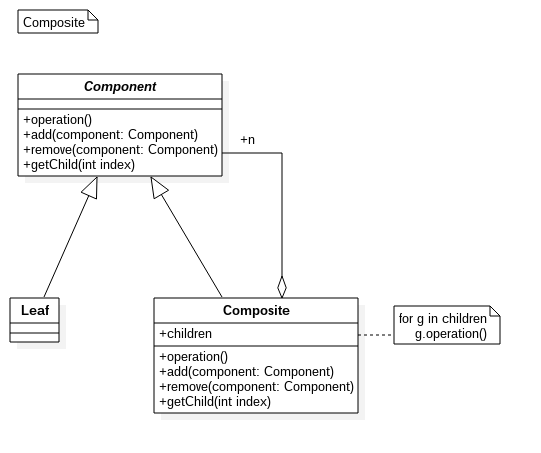 Composite
Component
+operation()
+add(component: Component)
+remove(component: Component)
+getChild(int index)
+n
Leaf
Composite
+children
+operation()
+add(component: Component)
+remove(component: Component)
+getChild(int index)
for g in children
g.operation()